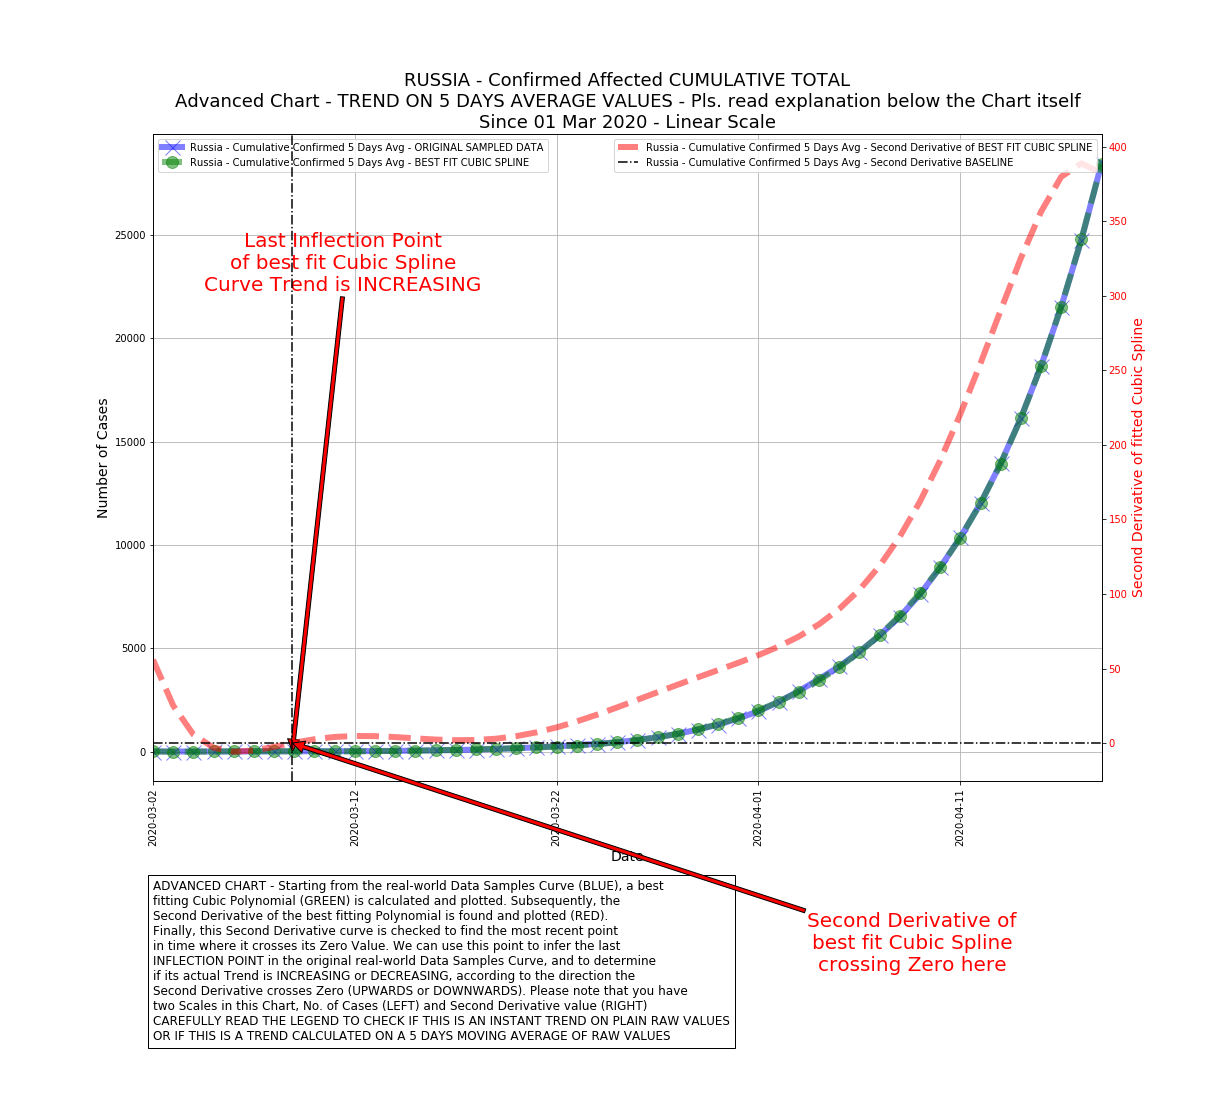 RUSSIA - Confirmed Affected CUMULATIVE TOTAL
Advanced Chart - TREND ON 5 DAYS AVERAGE VALUES - Pls. read explanation below the Chart itself
Since 01 Mar 2020 - Linear Scale
Russia - Cumulative Confirmed 5 Days Avg - ORIGINAL SAMPLED DATA
Russia - Cumulative Confirmed 5 Days Avg - BEST FIT CUBIC SPLINE
Russia - Cumulative Confirmed 5 Days Avg - Second Derivative of BEST FIT CUBIC SPLINE
Russia - Cumulative Confirmed 5 Days Avg - Second Derivative BASELINE
Last Inflection Point
of best fit Cubic Spline
Curve Trend is INCREASING
Number of Cases
25000
20000
15000
10000
5000
0
400
350
300
250
200
150
100
50
0
Second Derivative of fitted Cubic Spline
2020-03-02
2020-03-12
2020-03-22
2020-04-01
2020-04-11
Date
ADVANCED CHART - Starting from the real-world Data Samples Curve (BLUE), a best
fitting Cubic Polynomial (GREEN) is calculated and plotted. Subsequently, the
Second Derivative of the best fitting Polynomial is found and plotted (RED).
Finally, this Second Derivative curve is checked to find the most recent point
in time where it crosses its Zero Value. We can use this point to infer the last
INFLECTION POINT in the original real-world Data Samples Curve, and to determine
if its actual Trend is INCREASING or DECREASING, according to the direction the
Second Derivative crosses Zero (UPWARDS or DOWNWARDS). Please note that you have
two Scales in this Chart, No. of Cases (LEFT) and Second Derivative value (RIGHT)
CAREFULLY READ THE LEGEND TO CHECK IF THIS IS AN INSTANT TREND ON PLAIN RAW VALUES
OR IF THIS IS A TREND CALCULATED ON A 5 DAYS MOVING AVERAGE OF RAW VALUES
Second Derivative of
best fit Cubic Spline
crossing Zero here